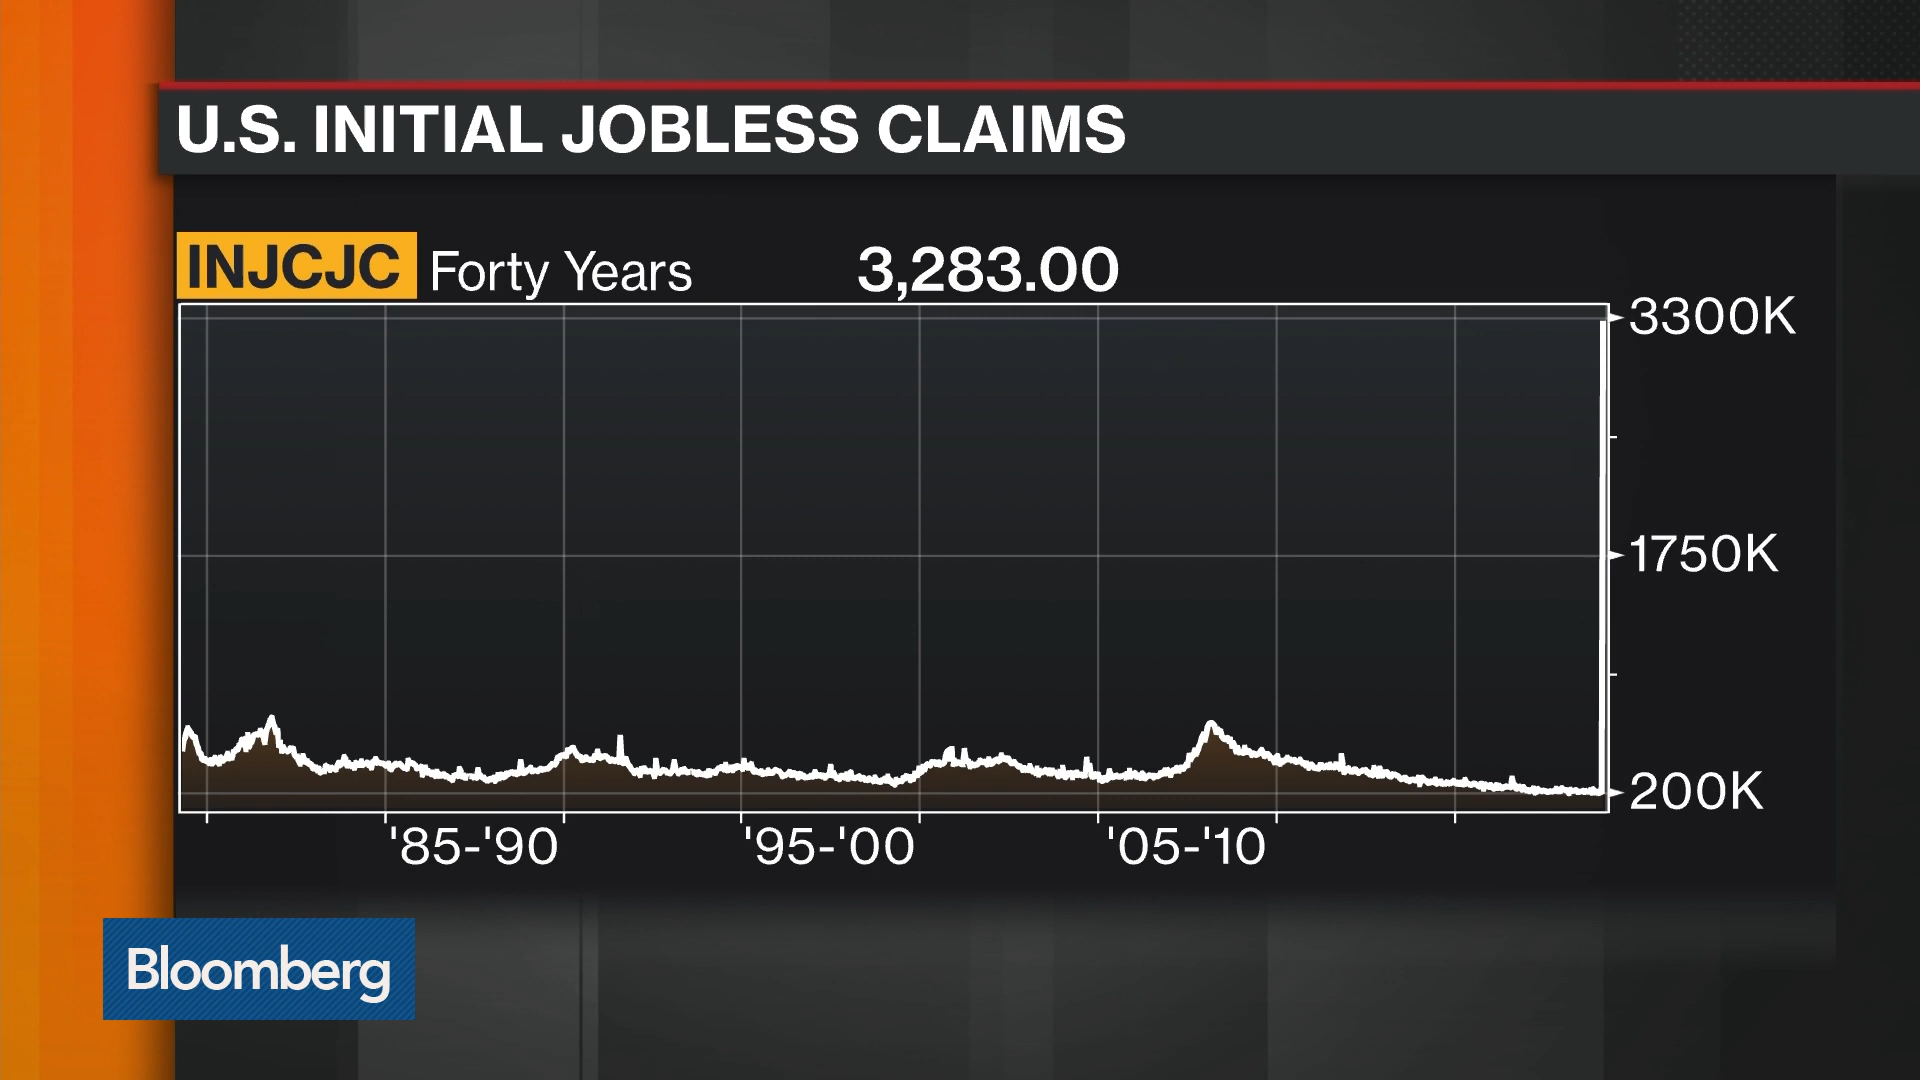 U.S. INITIAL JOBLESS CLAIMS
INJCJC Forty Years 3,283.00
3300K
1750K
200K
'85-'90 '95-'00 '05-'10
Bloomberg